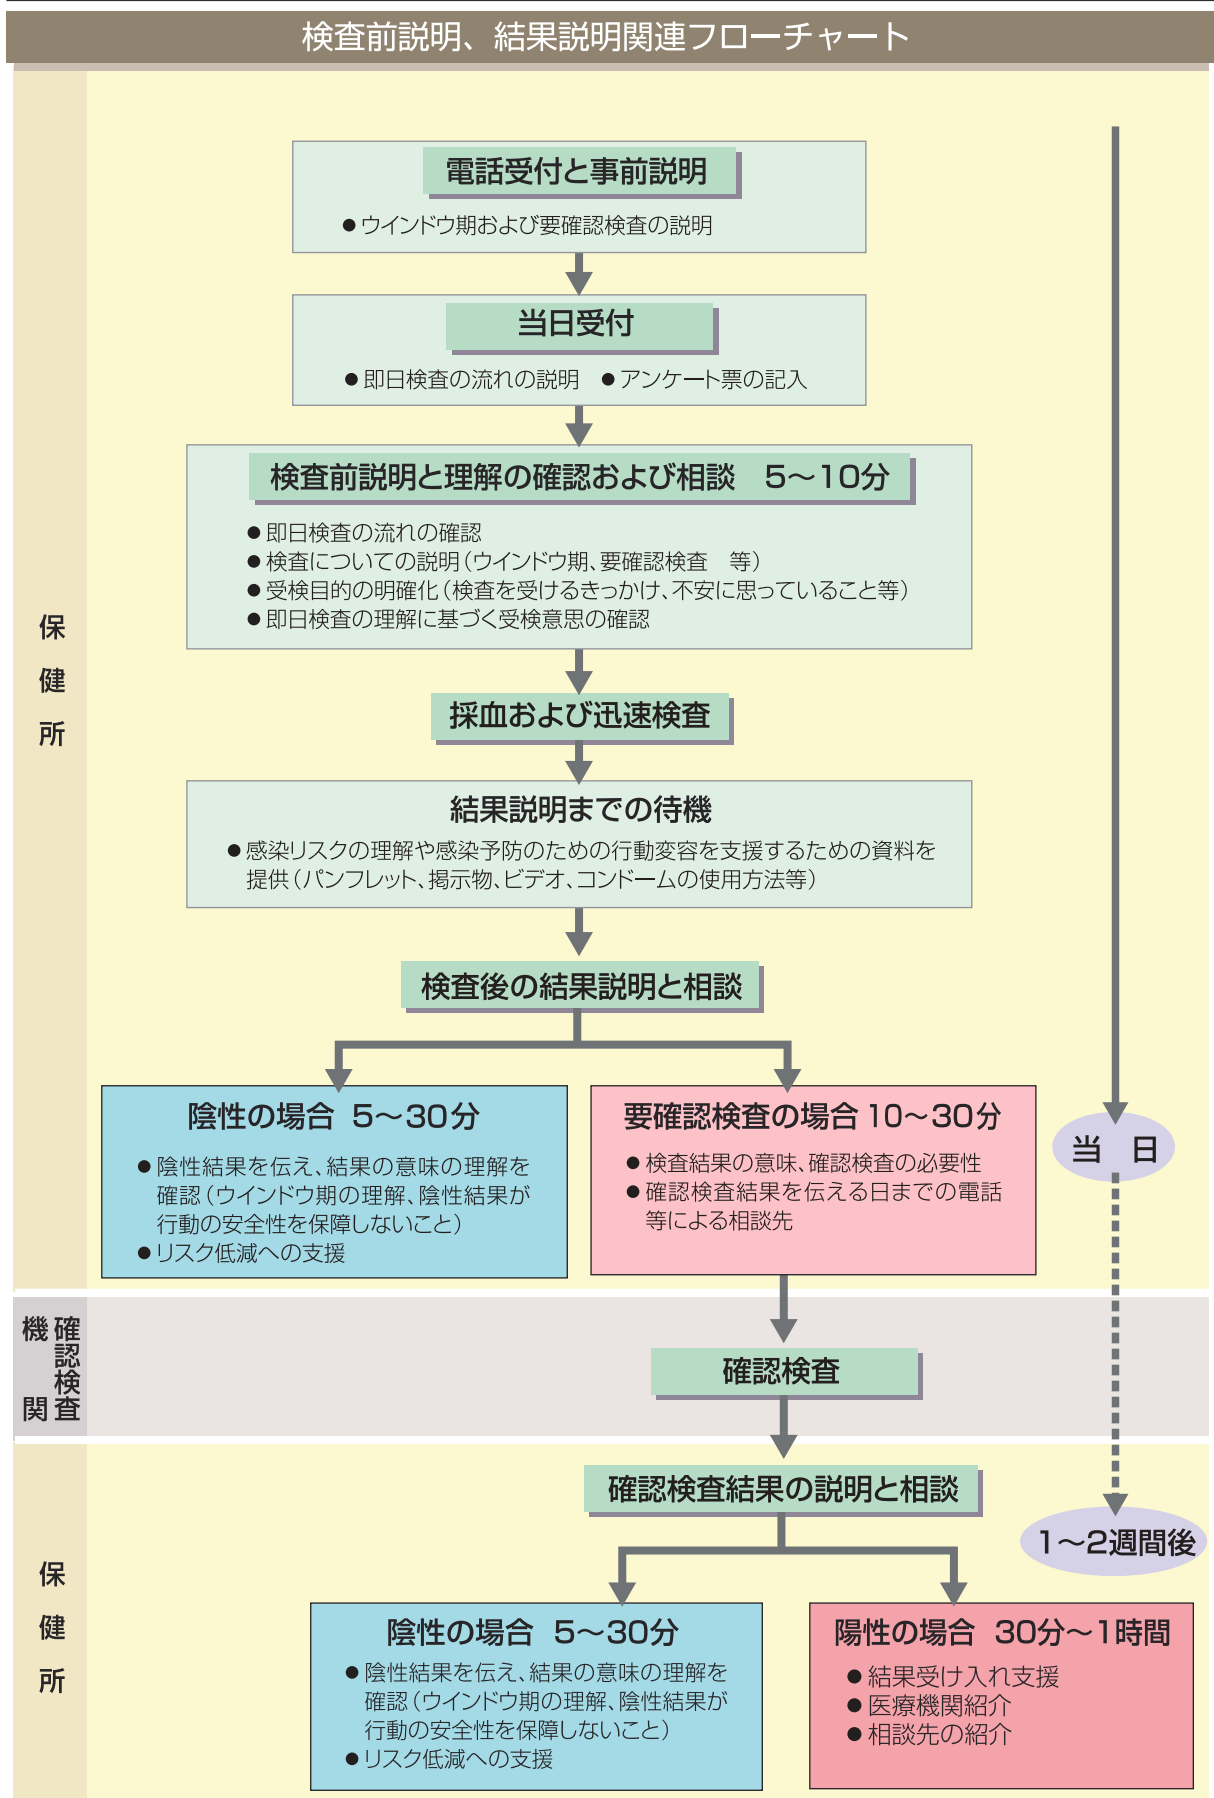 検査前説明、結果説明関連フローチャート
電話受付と事前説明
●ウインドウ期および要確認検査の説明
当日受付
●即日検査の流れの説明　●アンケート票の記入
検査前説明と理解の確認および相談　5～10分
●即日検査の流れの確認
●検査についての説明（ウインドウ期、要確認検査　等）
●受検目的の明確化（検査を受けるきっかけ、不安に思っていること等）
●即日検査の理解に基づく受検意思の確認
保健所
採血および迅速検査
結果説明までの待機
●感染リスクの理解や感染予防のための行動変容を支援するための資料を
提供（パンフレット、掲示物、ビデオ、コンドームの使用方法等）
検査後の結果説明と相談
陰性の場合 5～30分
●陰性結果を伝え、結果の意味の理解を
確認（ウインドウ期の理解、陰性結果が
行動の安全性を保障しないこと）
●リスク低減への支援
要確認検査の場合 10～30分
●検査結果の意味、確認検査の必要性
●確認検査結果を伝える日までの電話
等による相談先
当　日
確認検査
機関
確認検査
確認検査結果の説明と相談
1～2週間後
保健所
陰性の場合 5～30分
●陰性結果を伝え、結果の意味の理解を
確認（ウインドウ期の理解、陰性結果が
行動の安全性を保障しないこと）
●リスク低減への支援
陽性の場合 30分～1時間
●結果受け入れ支援
●医療機関紹介
●相談先の紹介